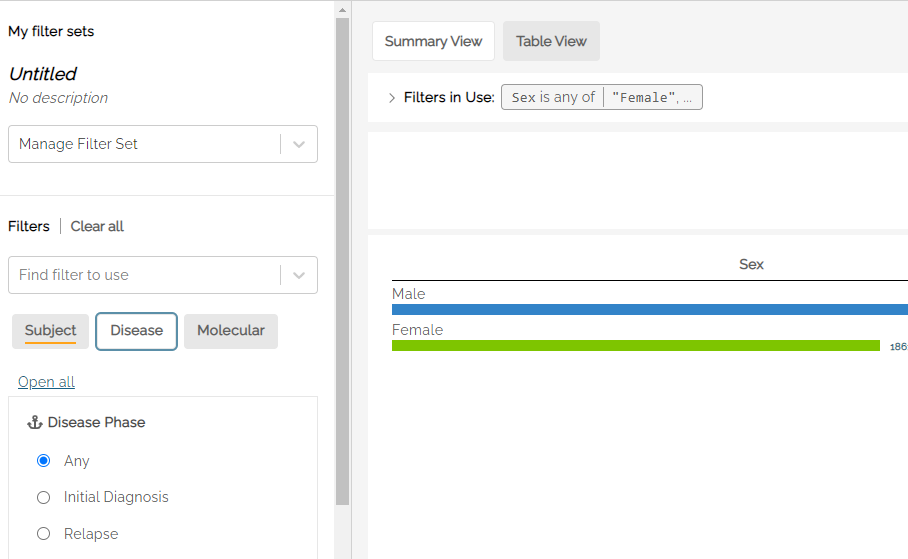 My filter sets
Untitled
No description
Manage Filter Set
Filters | Clear all
Find filter to use
Subject Disease Molecular
Open all
Disease Phase
Any
Initial Diagnosis
Relapse
Summary View Table View
Filters in Use: Sex is any of | "Female", ...
Sex
Male
Female